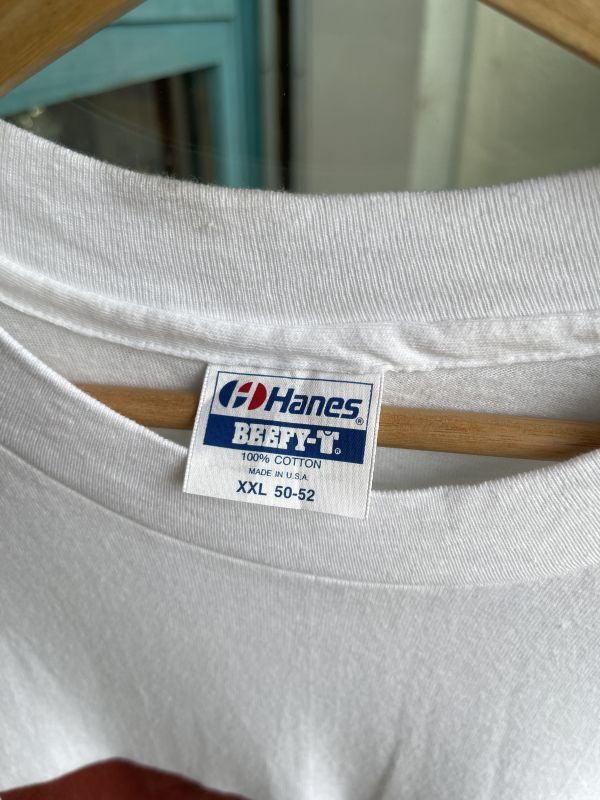 Hanes®
BEEFY-T®
100% COTTON
MADE IN U.S.A.
XXL 50-52